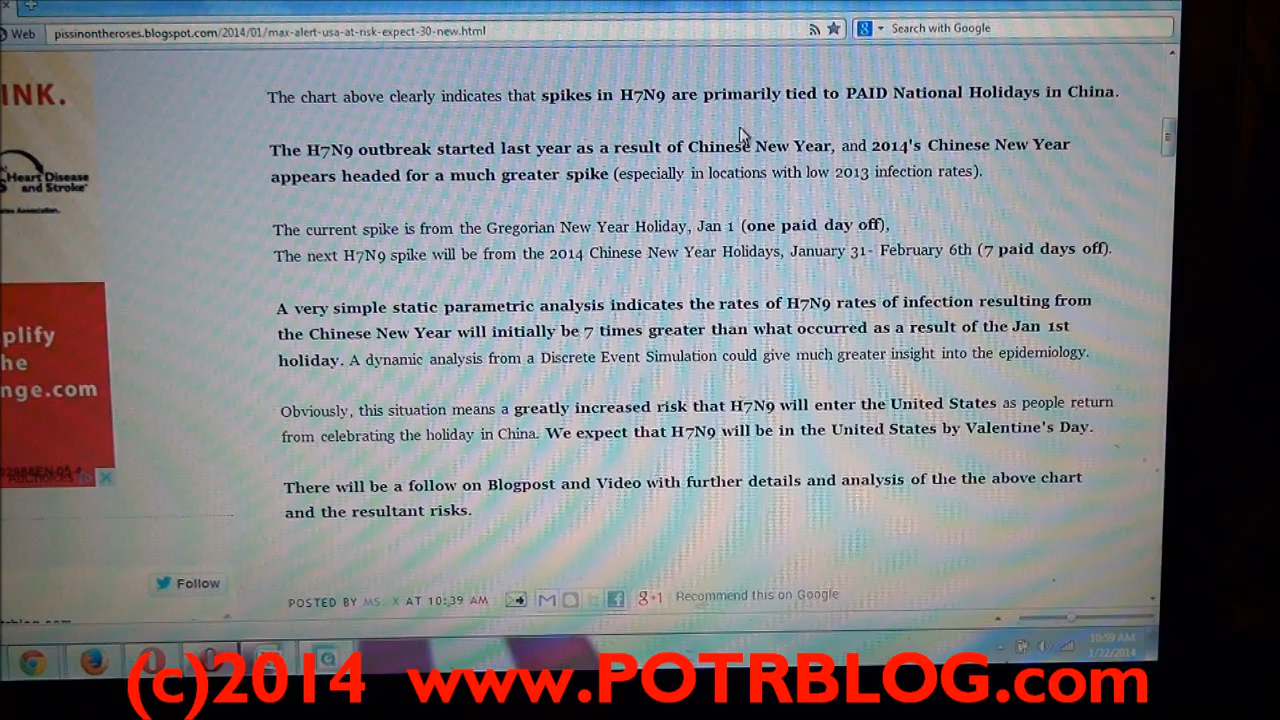 Web
pissinontheroses.blogspot.com/2014/01/max-alert-usa-at-risk-expect-30-new.html
Search with Google
INK.
Heart Disease
and Stroke
The chart above clearly indicates that spikes in H7N9 are primarily tied to PAID National Holidays in China.
The H7N9 outbreak started last year as a result of Chinese New Year, and 2014's Chinese New Year
appears headed for a much greater spike (especially in locations with low 2013 infection rates).
The current spike is from the Gregorian New Year Holiday, Jan 1 (one paid day off),
The next H7N9 spike will be from the 2014 Chinese New Year Holidays, January 31- February 6th (7 paid days off).
A very simple static parametric analysis indicates the rates of H7N9 rates of infection resulting from
the Chinese New Year will initially be 7 times greater than what occurred as a result of the Jan 1st
holiday. A dynamic analysis from a Discrete Event Simulation could give much greater insight into the epidemiology.
plify
he
nge.com
Obviously, this situation means a greatly increased risk that H7N9 will enter the United States as people return
from celebrating the holiday in China. We expect that H7N9 will be in the United States by Valentine's Day.
There will be a follow on Blogpost and Video with further details and analysis of the the above chart
and the resultant risks.
Follow
POSTED BY MS. X AT 10:39 AM
g+1 Recommend this on Google
10:59 AM
1/22/2014
(c)2014 www.POTRBLOG.com